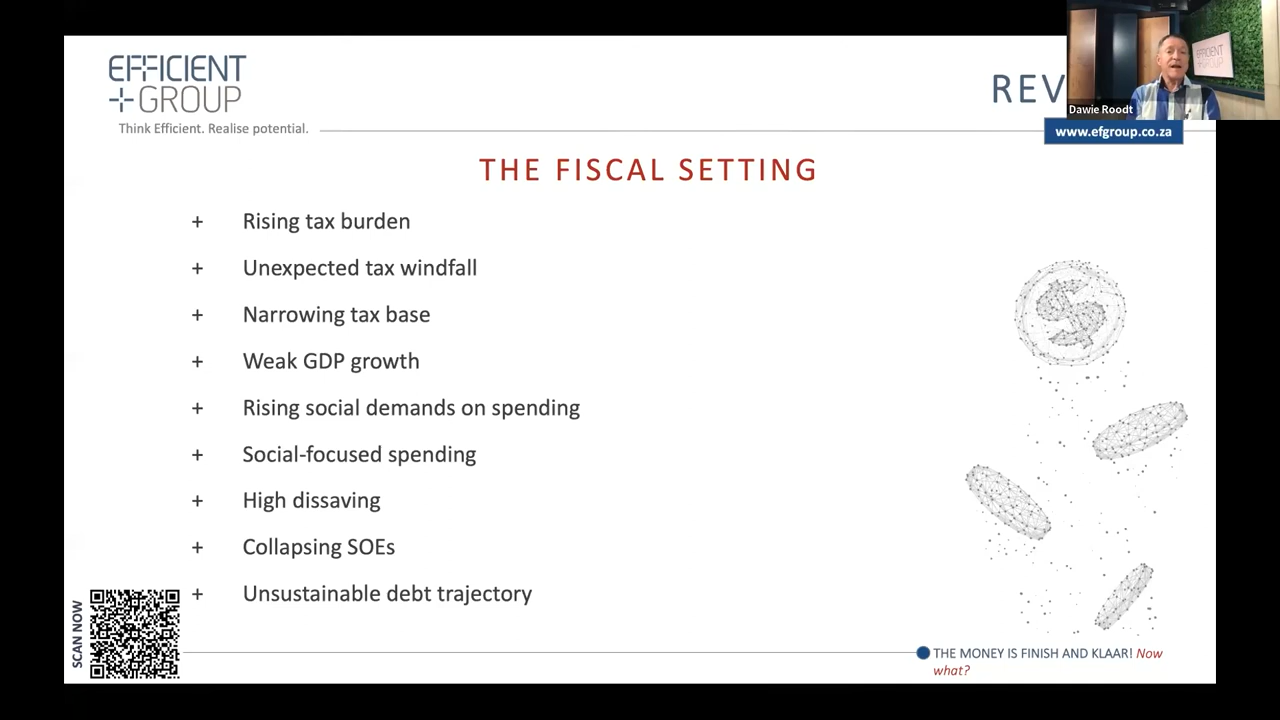 EFFICIENT
GROUP
Think Efficient. Realise potential.
REV
Dawie Roodt
EFFICIENT
GROUP
www.efgroup.co.za
THE FISCAL SETTING
+ Rising tax burden
+ Unexpected tax windfall
+ Narrowing tax base
+ Weak GDP growth
+ Rising social demands on spending
+ Social-focused spending
+ High dissaving
+ Collapsing SOEs
+ Unsustainable debt trajectory
SCAN NOW
THE MONEY IS FINISH AND KLAAR! Now
what?